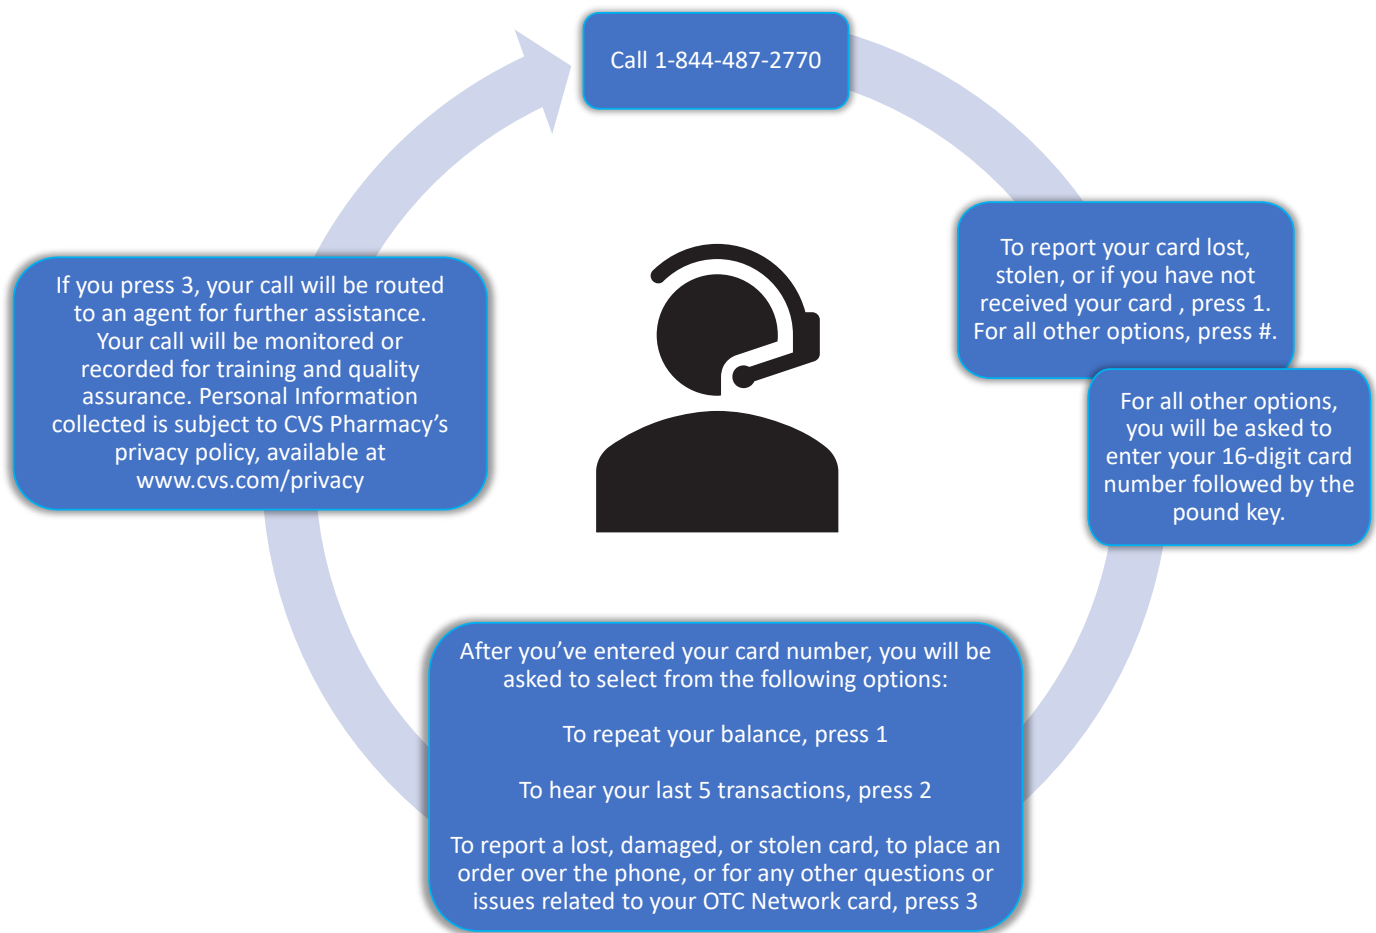 Call 1-844-487-2770
To report your card lost,
stolen, or if you have not
received your card , press 1.
For all other options, press #.
For all other options,
you will be asked to
enter your 16-digit card
number followed by the
pound key.
After you’ve entered your card number, you will be
asked to select from the following options:
To repeat your balance, press 1
To hear your last 5 transactions, press 2
To report a lost, damaged, or stolen card, to place an
order over the phone, or for any other questions or
issues related to your OTC Network card, press 3
If you press 3, your call will be routed
to an agent for further assistance.
Your call will be monitored or
recorded for training and quality
assurance. Personal Information
collected is subject to CVS Pharmacy’s
privacy policy, available at
www.cvs.com/privacy